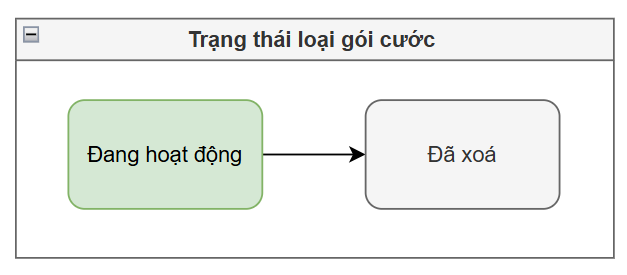 Trạng thái loại gói cước
Đang hoạt động
Đã xoá